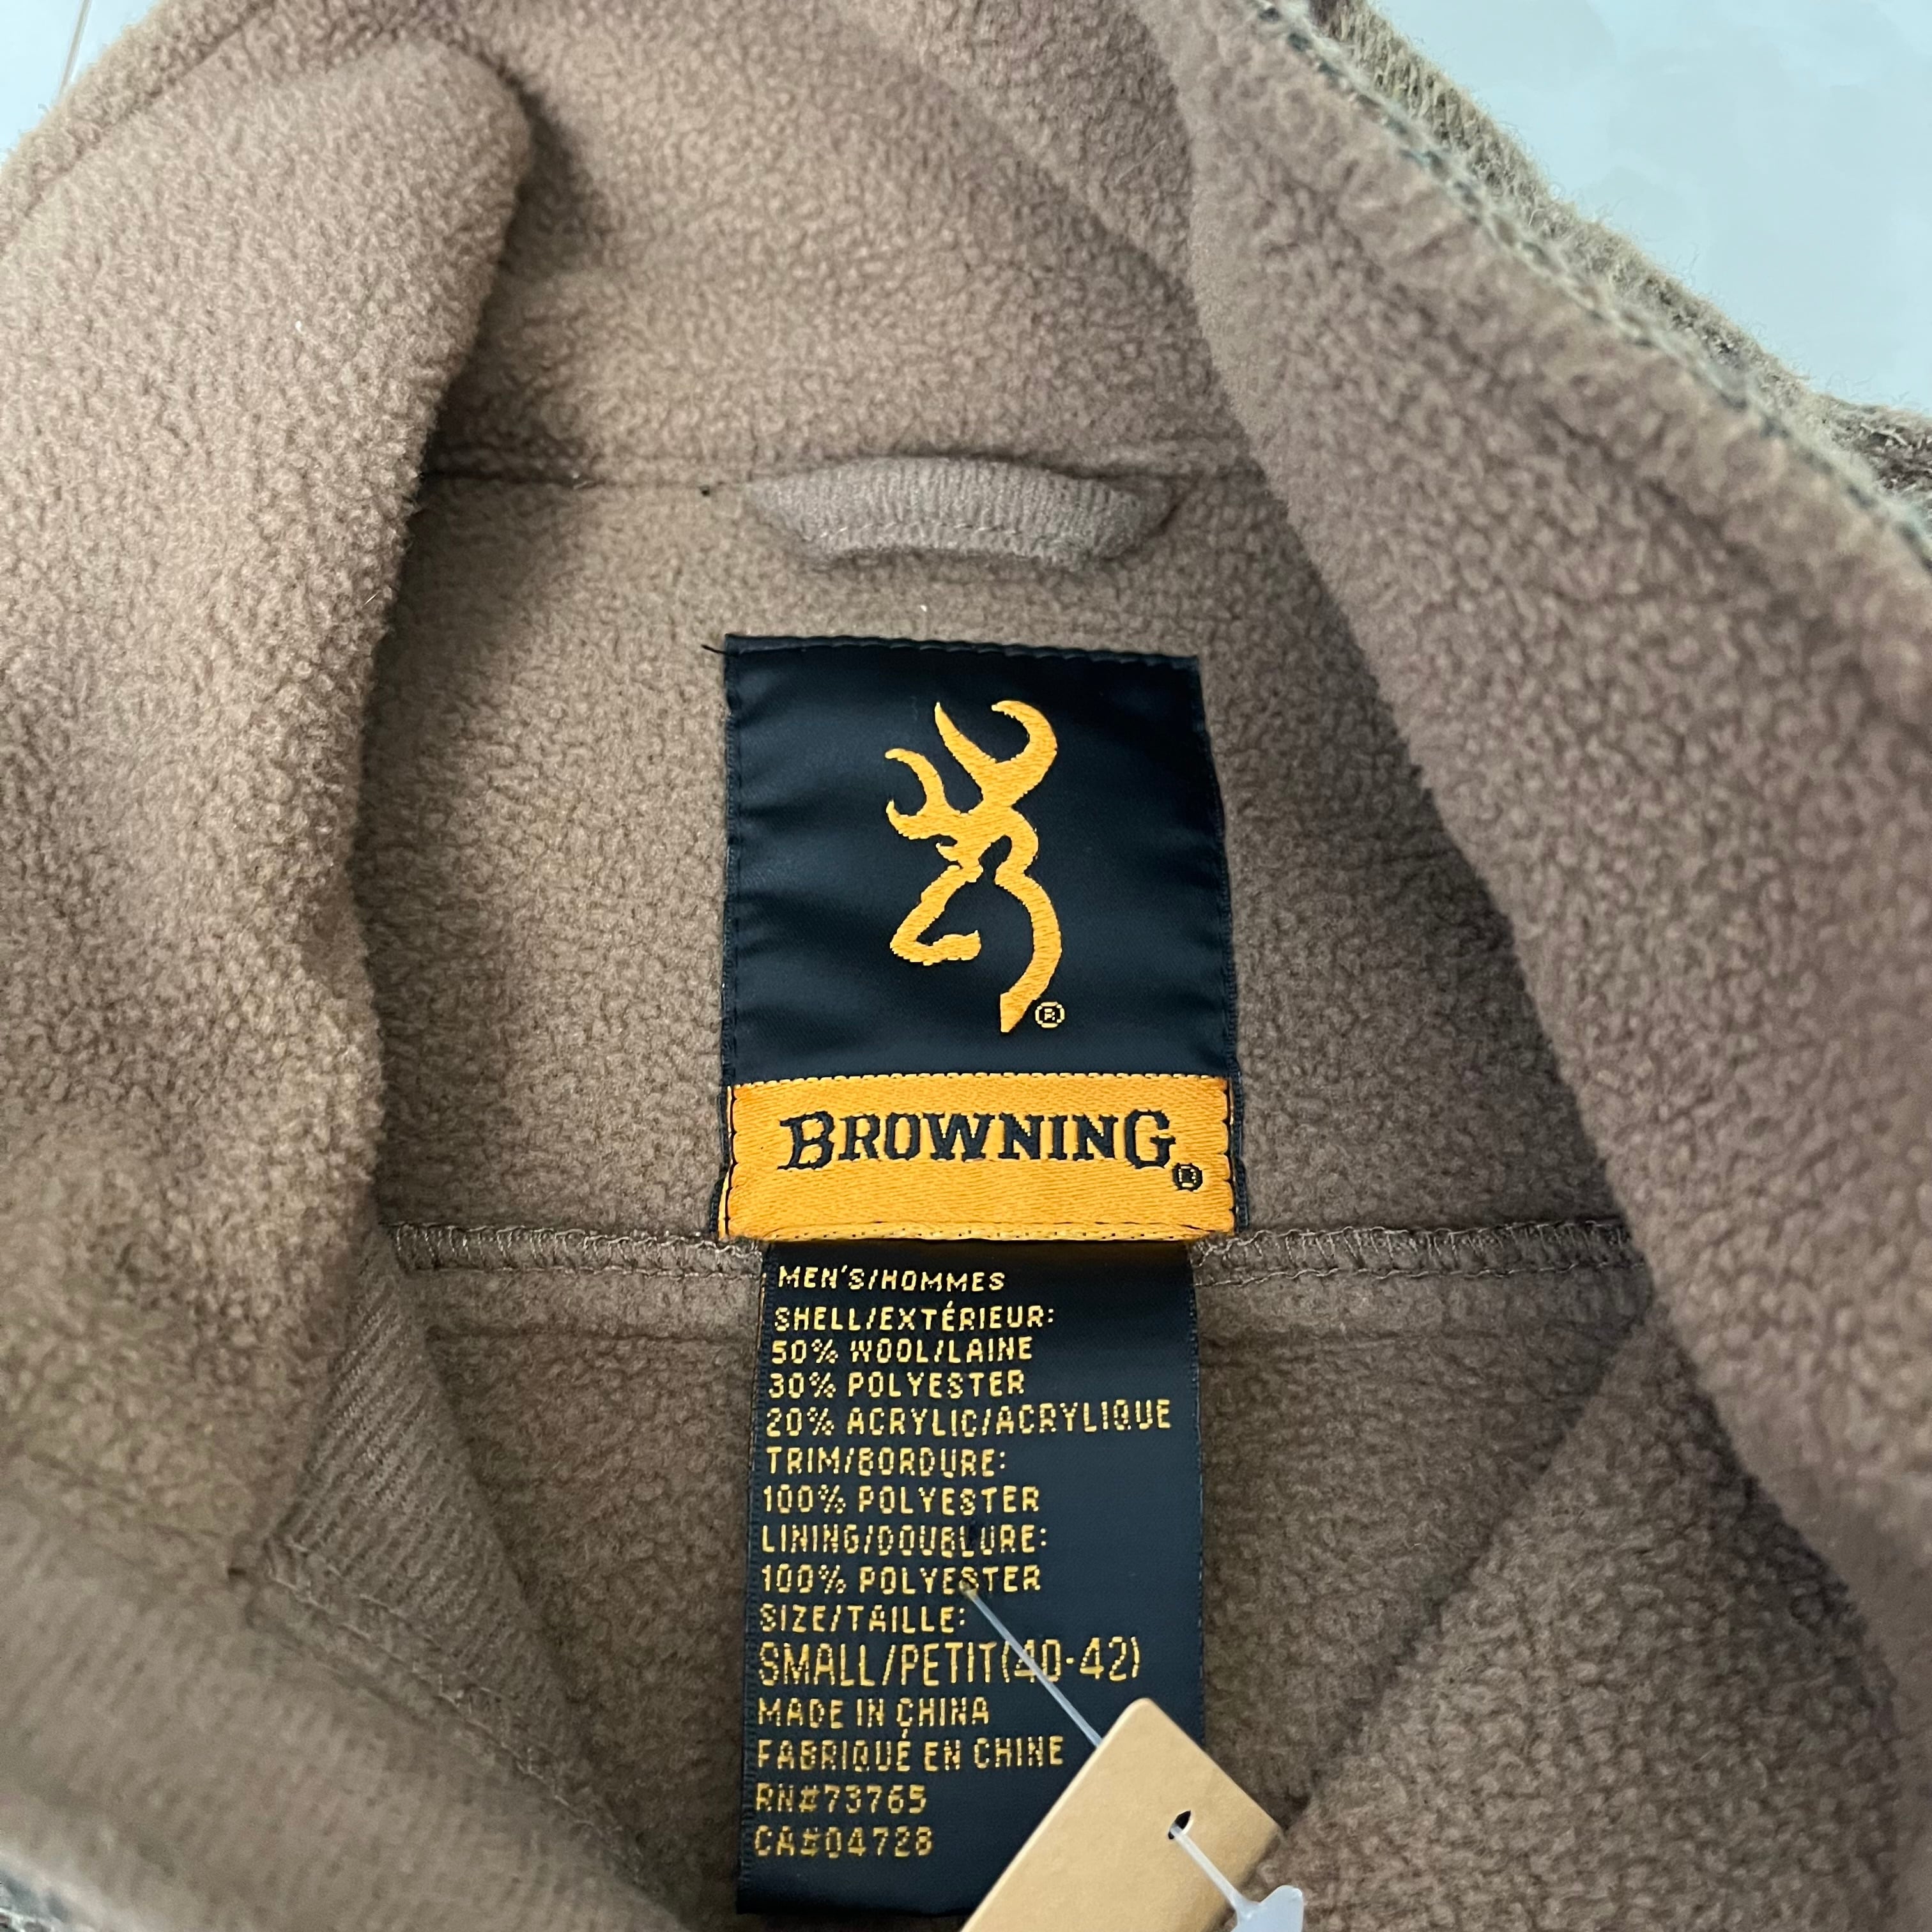 ®
BROWNING®
MEN'S/HOMMES
SHELL/EXTÉRIEUR:
50% WOOL/LAINE
30% POLYESTER
20% ACRYLIC/ACRYLIQUE
TRIM/BORDURE:
100% POLYESTER
LINING/DOUBLURE:
100% POLYESTER
SIZE/TAILLE:
SMALL/PETIT(40-42)
MADE IN CHINA
FABRIQUÉ EN CHINE
RN#73765
CA#04728